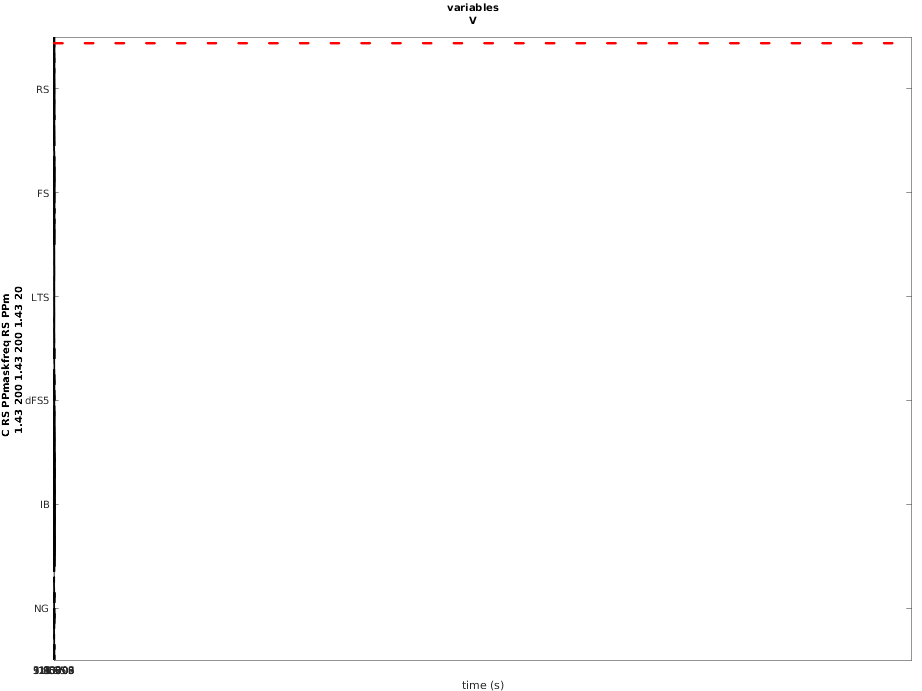 variables
V
RS
FS
LTS
dFS5
IB
NG
C RS PPmaskfreq RS PPm
1.43 200 1.43 200 1.43 20
time (s)